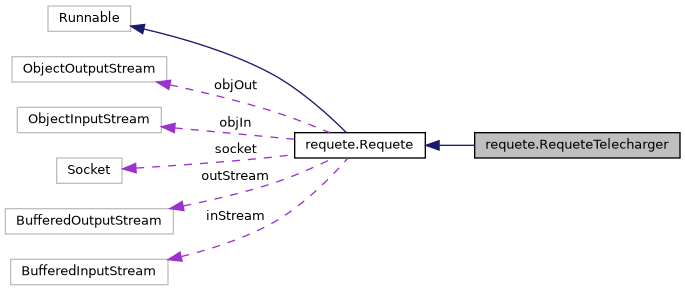 Runnable
ObjectOutputStream
objOut
ObjectInputStream
objIn
requete.Requete
requete.RequeteTelecharger
socket
Socket
outStream
BufferedOutputStream
inStream
BufferedInputStream